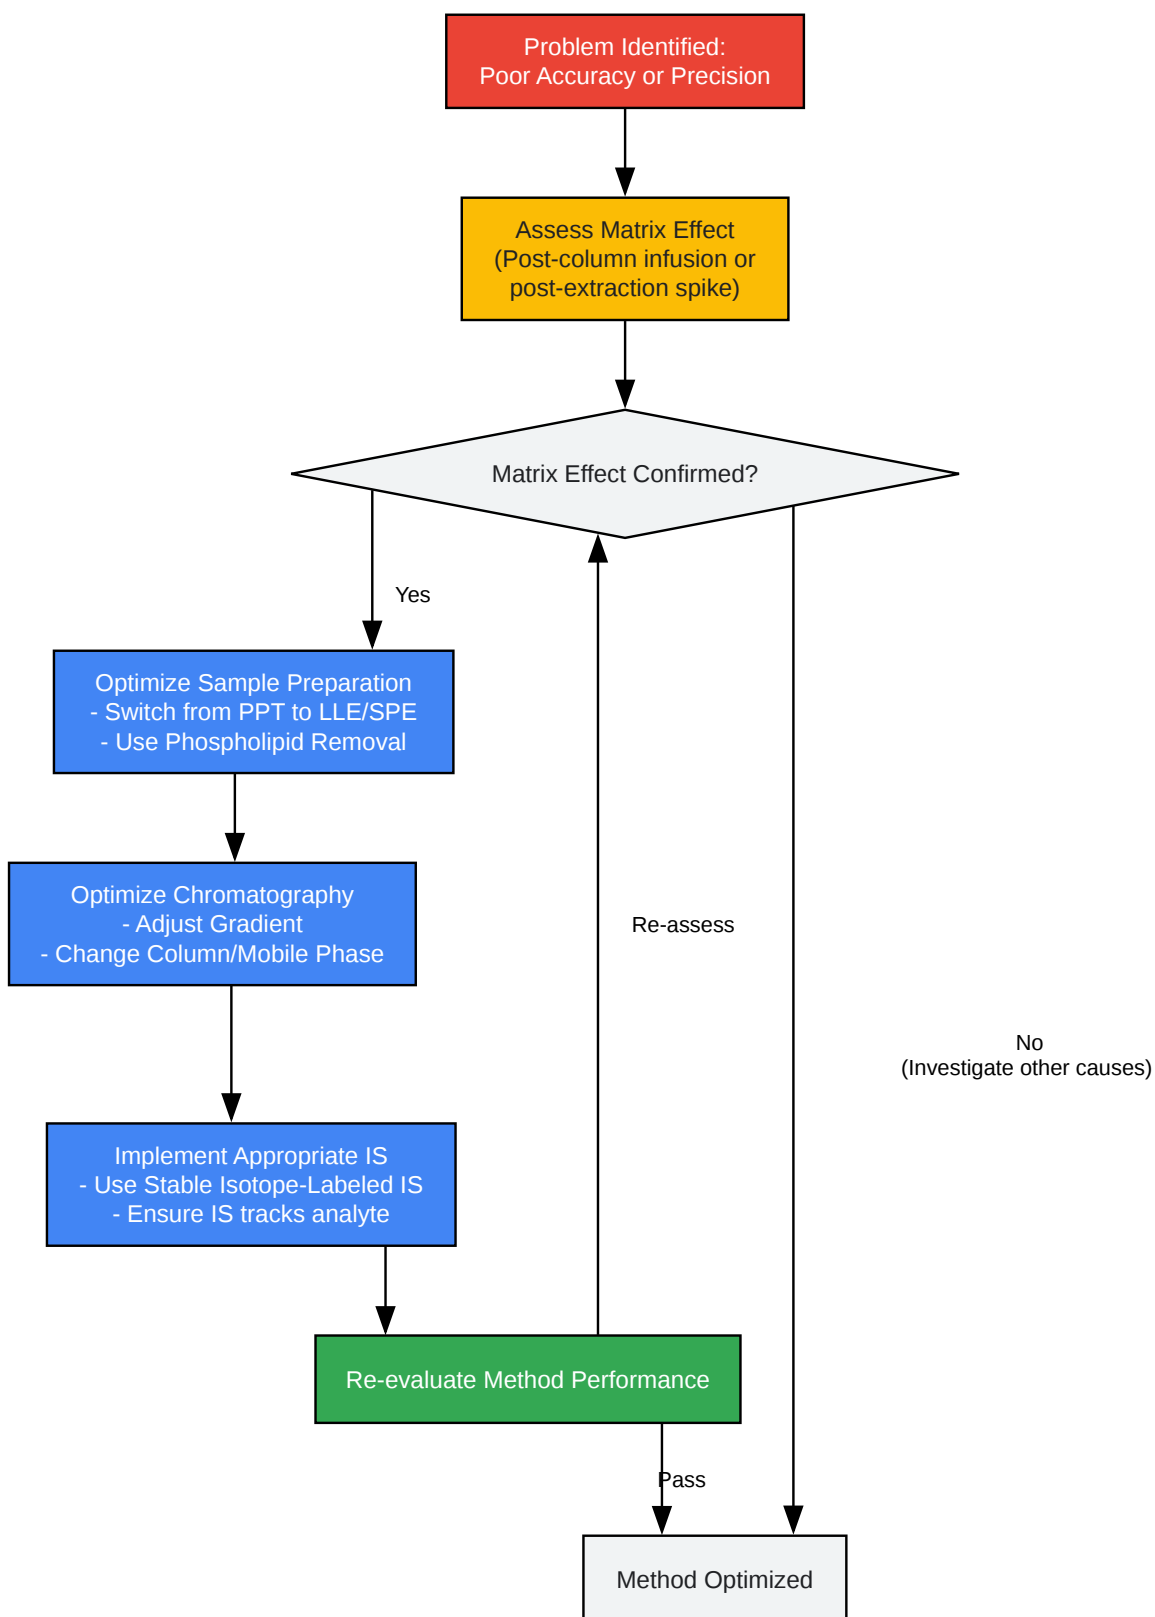 Problem Identified:
Poor Accuracy or Precision
Assess Matrix Effect
(Post-column infusion or
post-extraction spike)
Matrix Effect Confirmed?
Yes
Optimize Sample Preparation
- Switch from PPT to LLE/SPE
- Use Phospholipid Removal
Optimize Chromatography
- Adjust Gradient
- Change Column/Mobile Phase
Re-assess
No
(Investigate other causes)
Implement Appropriate IS
- Use Stable Isotope-Labeled IS
- Ensure IS tracks analyte
Re-evaluate Method Performance
Pass
Method Optimized